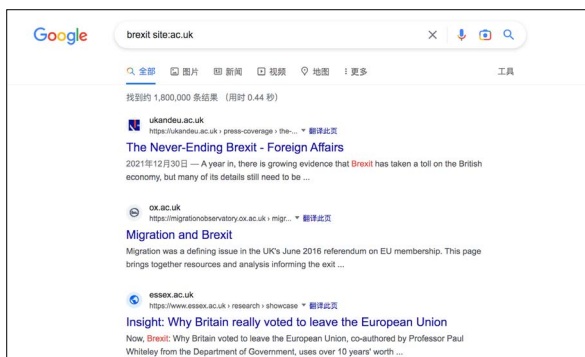 Google
brexit site:ac.uk
全部 图片 新闻 视频 地图 更多 工具
找到约 1,800,000 条结果 （用时 0.44 秒）
ukandeu.ac.uk
https://ukandeu.ac.uk › press-coverage › the-... 翻译此页
The Never-Ending Brexit - Foreign Affairs
2021年12月30日 — A year in, there is growing evidence that Brexit has taken a toll on the British
economy, but many of its details still need to be ...
ox.ac.uk
https://migrationobservatory.ox.ac.uk › migr... 翻译此页
Migration and Brexit
Migration was a defining issue in the UK's June 2016 referendum on EU membership. This page
brings together resources and analysis informing the exit ...
essex.ac.uk
https://www.essex.ac.uk › research › showcase 翻译此页
Insight: Why Britain really voted to leave the European Union
Now, Brexit: Why Britain voted to leave the European Union, co-authored by Professor Paul
Whiteley from the Department of Government, uses over 10 years' worth ...